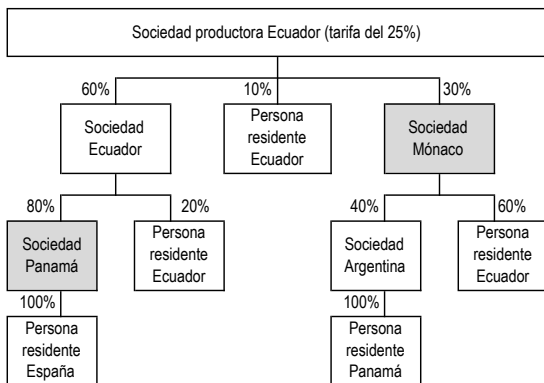 Sociedad productora Ecuador (tarifa del 25%)
60%
10%
30%
Sociedad
Ecuador
Persona
residente
Ecuador
Sociedad
Mónaco
80%
20%
40%
60%
Sociedad
Panamá
Persona
residente
Ecuador
Sociedad
Argentina
Persona
residente
Ecuador
100%
100%
Persona
residente
España
Persona
residente
Panamá